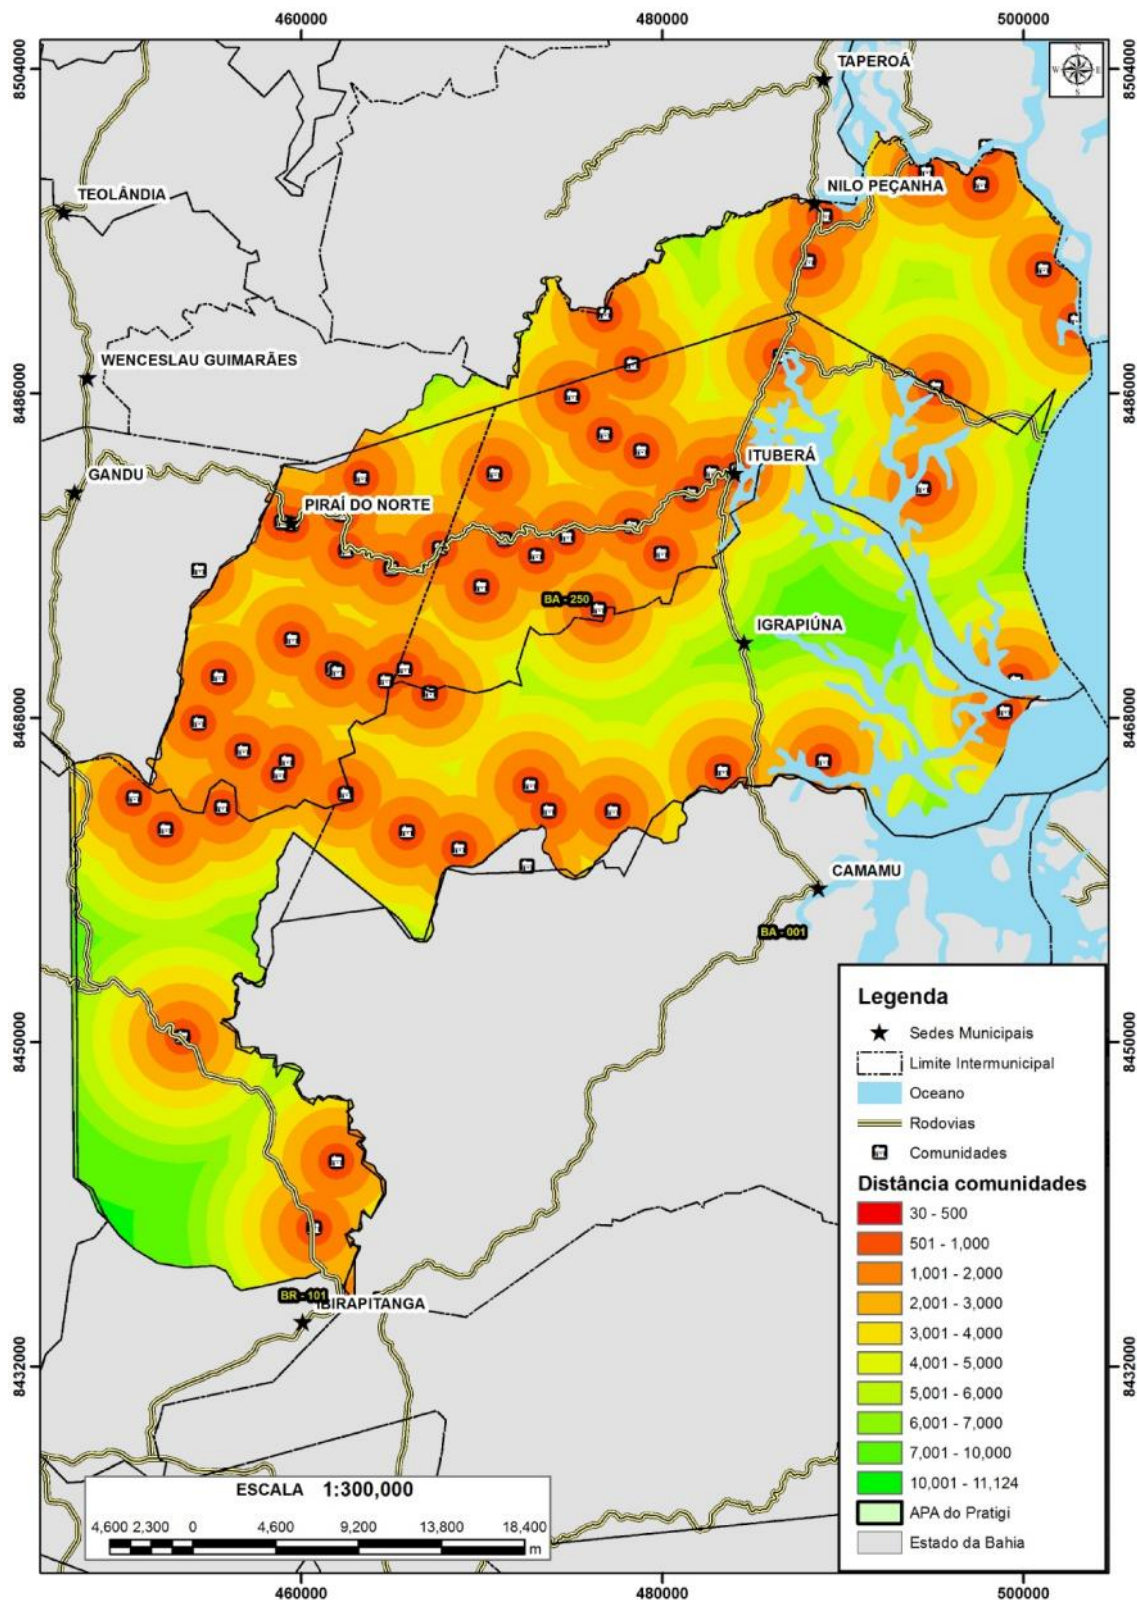 460000
480000
500000
8504000
8504000
N
W
E
S
TAPEROÁ
TEOLÂNDIA
NILO PEÇANHA
WENCESLAU GUIMARÃES
8486000
8486000
GANDU
ITUBERÁ
PIRAÍ DO NORTE
BA - 250
IGRAPIÚNA
8468000
8468000
CAMAMU
BA - 001
8450000
8450000
BR - 101
IBIRAPITANGA
8432000
8432000
Legenda
Sedes Municipais
Limite Intermunicipal
Oceano
Rodovias
Comunidades
Distância comunidades
30 - 500
501 - 1,000
1,001 - 2,000
2,001 - 3,000
3,001 - 4,000
4,001 - 5,000
5,001 - 6,000
6,001 - 7,000
7,001 - 10,000
10,001 - 11,124
APA do Pratigi
Estado da Bahia
ESCALA 1:300,000
4,600 2,300 0 4,600 9,200 13,800 18,400
m
460000
480000
500000